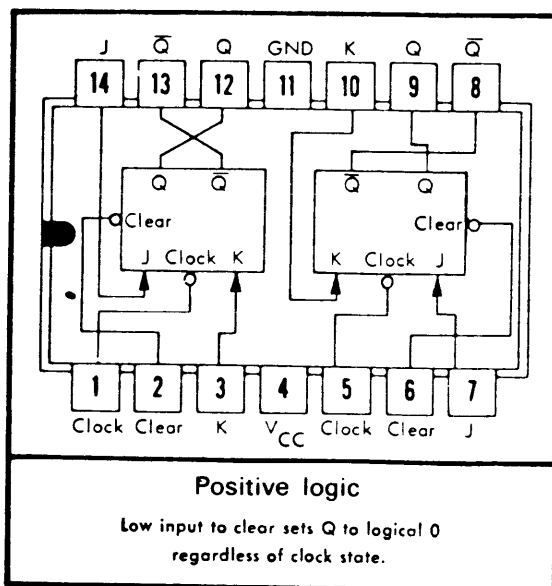 J Q̅ Q GND K Q Q̅
14 13 12 11 10 9 8
Q Q̅ Q̅ Q
Clear Clear
J Clock K K Clock J
1 2 3 4 5 6 7
Clock Clear K VCC Clock Clear J
Positive logic
Low input to clear sets Q to logical 0
regardless of clock state.